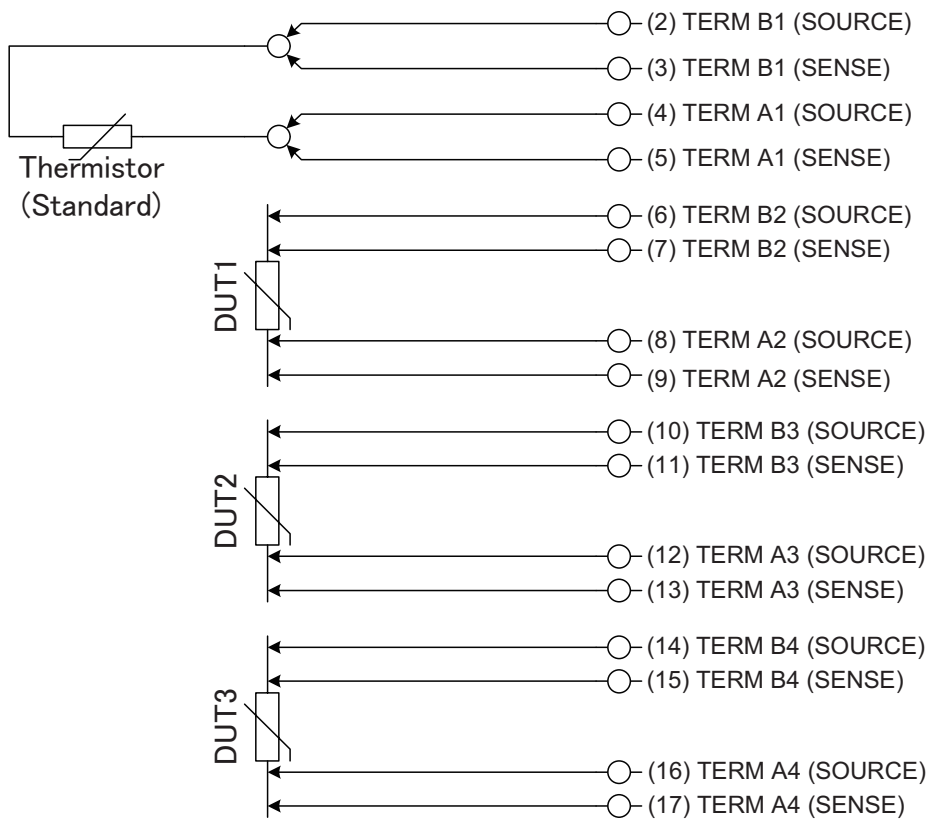 (2) TERM B1 (SOURCE)
(3) TERM B1 (SENSE)
(4) TERM A1 (SOURCE)
(5) TERM A1 (SENSE)
Thermistor
(Standard)
(6) TERM B2 (SOURCE)
(7) TERM B2 (SENSE)
DUT1
(8) TERM A2 (SOURCE)
(9) TERM A2 (SENSE)
(10) TERM B3 (SOURCE)
(11) TERM B3 (SENSE)
DUT2
(12) TERM A3 (SOURCE)
(13) TERM A3 (SENSE)
(14) TERM B4 (SOURCE)
(15) TERM B4 (SENSE)
DUT3
(16) TERM A4 (SOURCE)
(17) TERM A4 (SENSE)